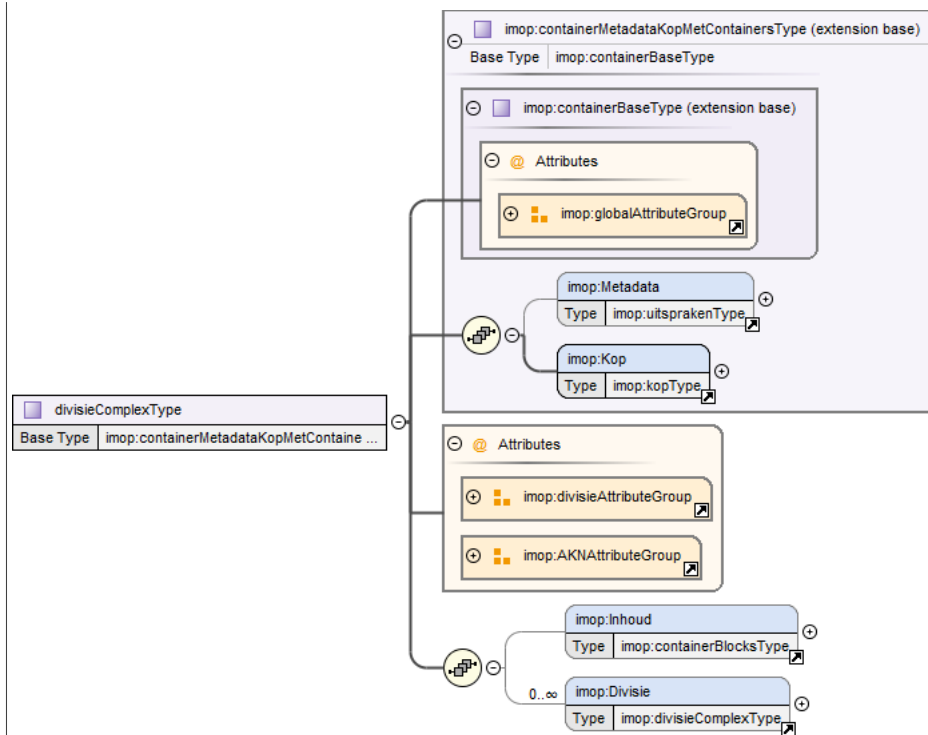 imop:containerMetadataKopMetContainersType (extension base)
Base Type imop:containerBaseType
imop:containerBaseType (extension base)
@ Attributes
imop:globalAttributeGroup
imop:Metadata
Type imop:uitsprakenType
imop:Kop
Type imop:kopType
divisieComplexType
Base Type imop:containerMetadataKopMetContaine ...
@ Attributes
imop:divisieAttributeGroup
imop:AKNAttributeGroup
imop:Inhoud
Type imop:containerBlocksType
0..∞
imop:Divisie
Type imop:divisieComplexType